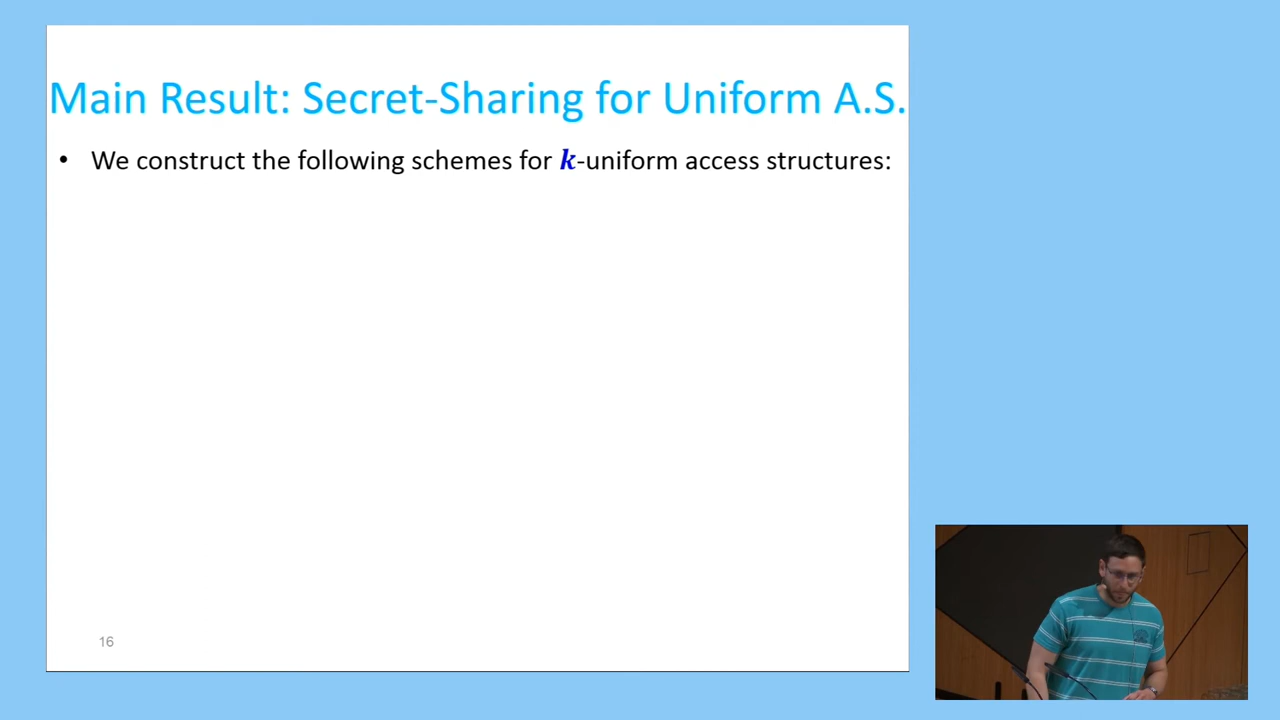 Main Result: Secret-Sharing for Uniform A.S.
• We construct the following schemes for k-uniform access structures:
16